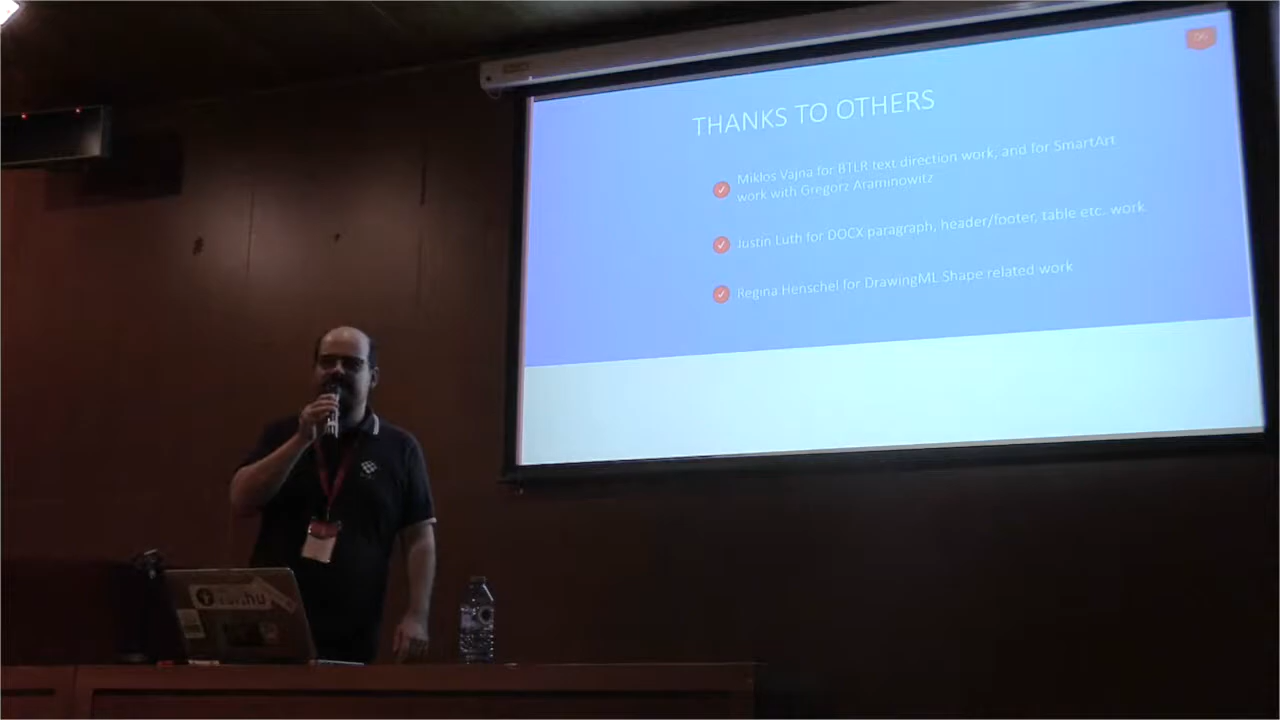 THANKS TO OTHERS
Miklos Vajna for BTLR text direction work, and for SmartArt
work with Gregorz Araminowitz
Justin Luth for DOCX paragraph, header/footer, table etc. work
Regina Henschel for DrawingML Shape related work